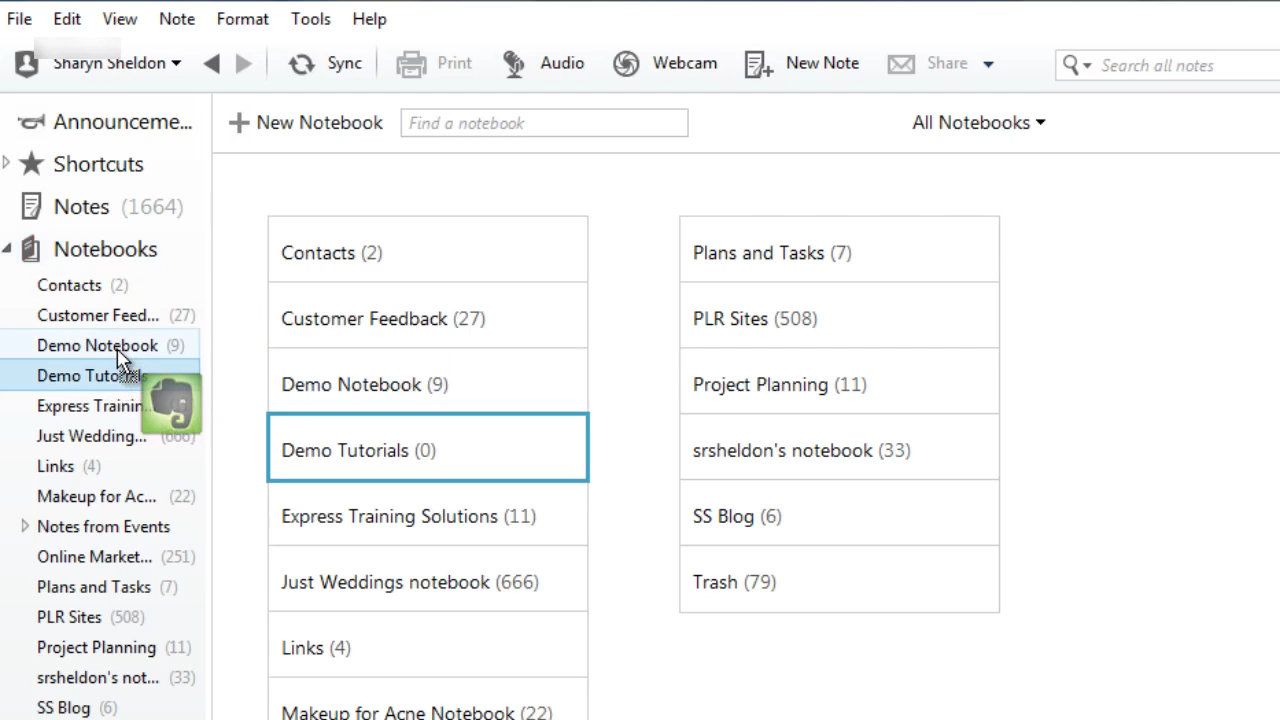 File Edit View Note Format Tools Help
Sharyn Sheldon Sync Print Audio Webcam New Note Share Search all notes
Announceme...
Shortcuts
Notes (1664)
Notebooks
Contacts (2)
Customer Feed... (27)
Demo Notebook (9)
Demo
Express
Just Wedding... (666)
Links (4)
Makeup for Ac... (22)
Notes from Events
Online Market... (251)
Plans and Tasks (7)
PLR Sites (508)
Project Planning (11)
srsheldon's not... (33)
SS Blog (6)
New Notebook Find a notebook All Notebooks
Contacts (2)
Customer Feedback (27)
Demo Notebook (9)
Demo Tutorials (0)
Express Training Solutions (11)
Just Weddings notebook (666)
Links (4)
Makeup for Acne Notebook (22)
Plans and Tasks (7)
PLR Sites (508)
Project Planning (11)
srsheldon's notebook (33)
SS Blog (6)
Trash (79)